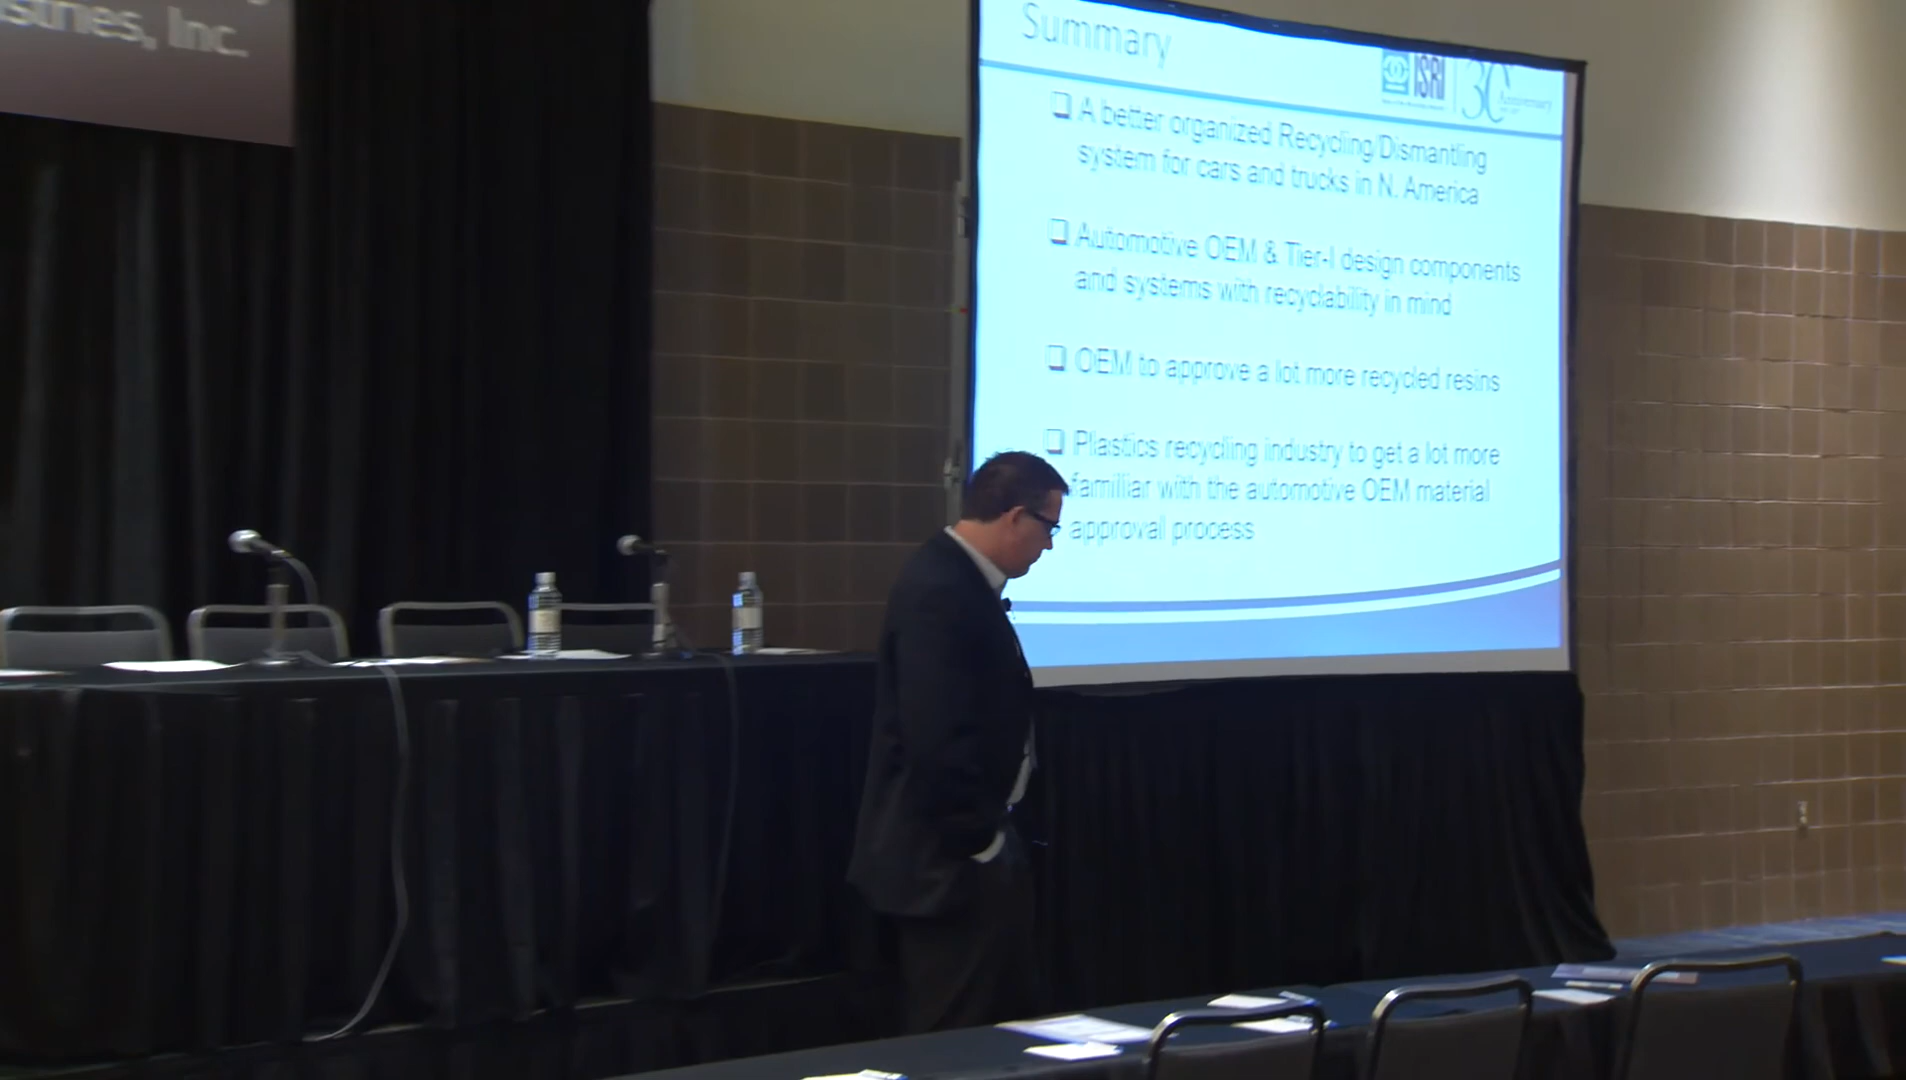 stries, Inc.
Summary
ISRI
30
Anniversary
A better organized Recycling/Dismantling
system for cars and trucks in N. America
Automotive OEM & Tier-I design components
and systems with recyclability in mind
OEM to approve a lot more recycled resins
Plastics recycling industry to get a lot more
familiar with the automotive OEM material
approval process